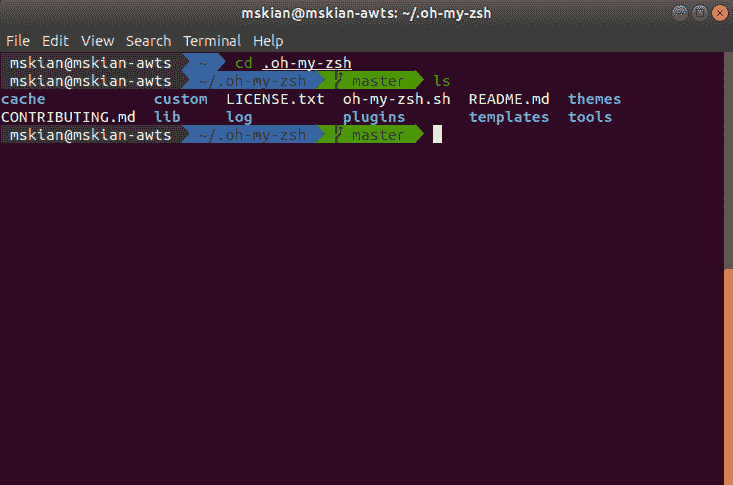 mskian@mskian-awts: ~/.oh-my-zsh
File Edit View Search Terminal Help
mskian@mskian-awts ~ cd .oh-my-zsh
mskian@mskian-awts ~/.oh-my-zsh master ls
cache custom LICENSE.txt oh-my-zsh.sh README.md themes
CONTRIBUTING.md lib log plugins templates tools
mskian@mskian-awts ~/.oh-my-zsh master